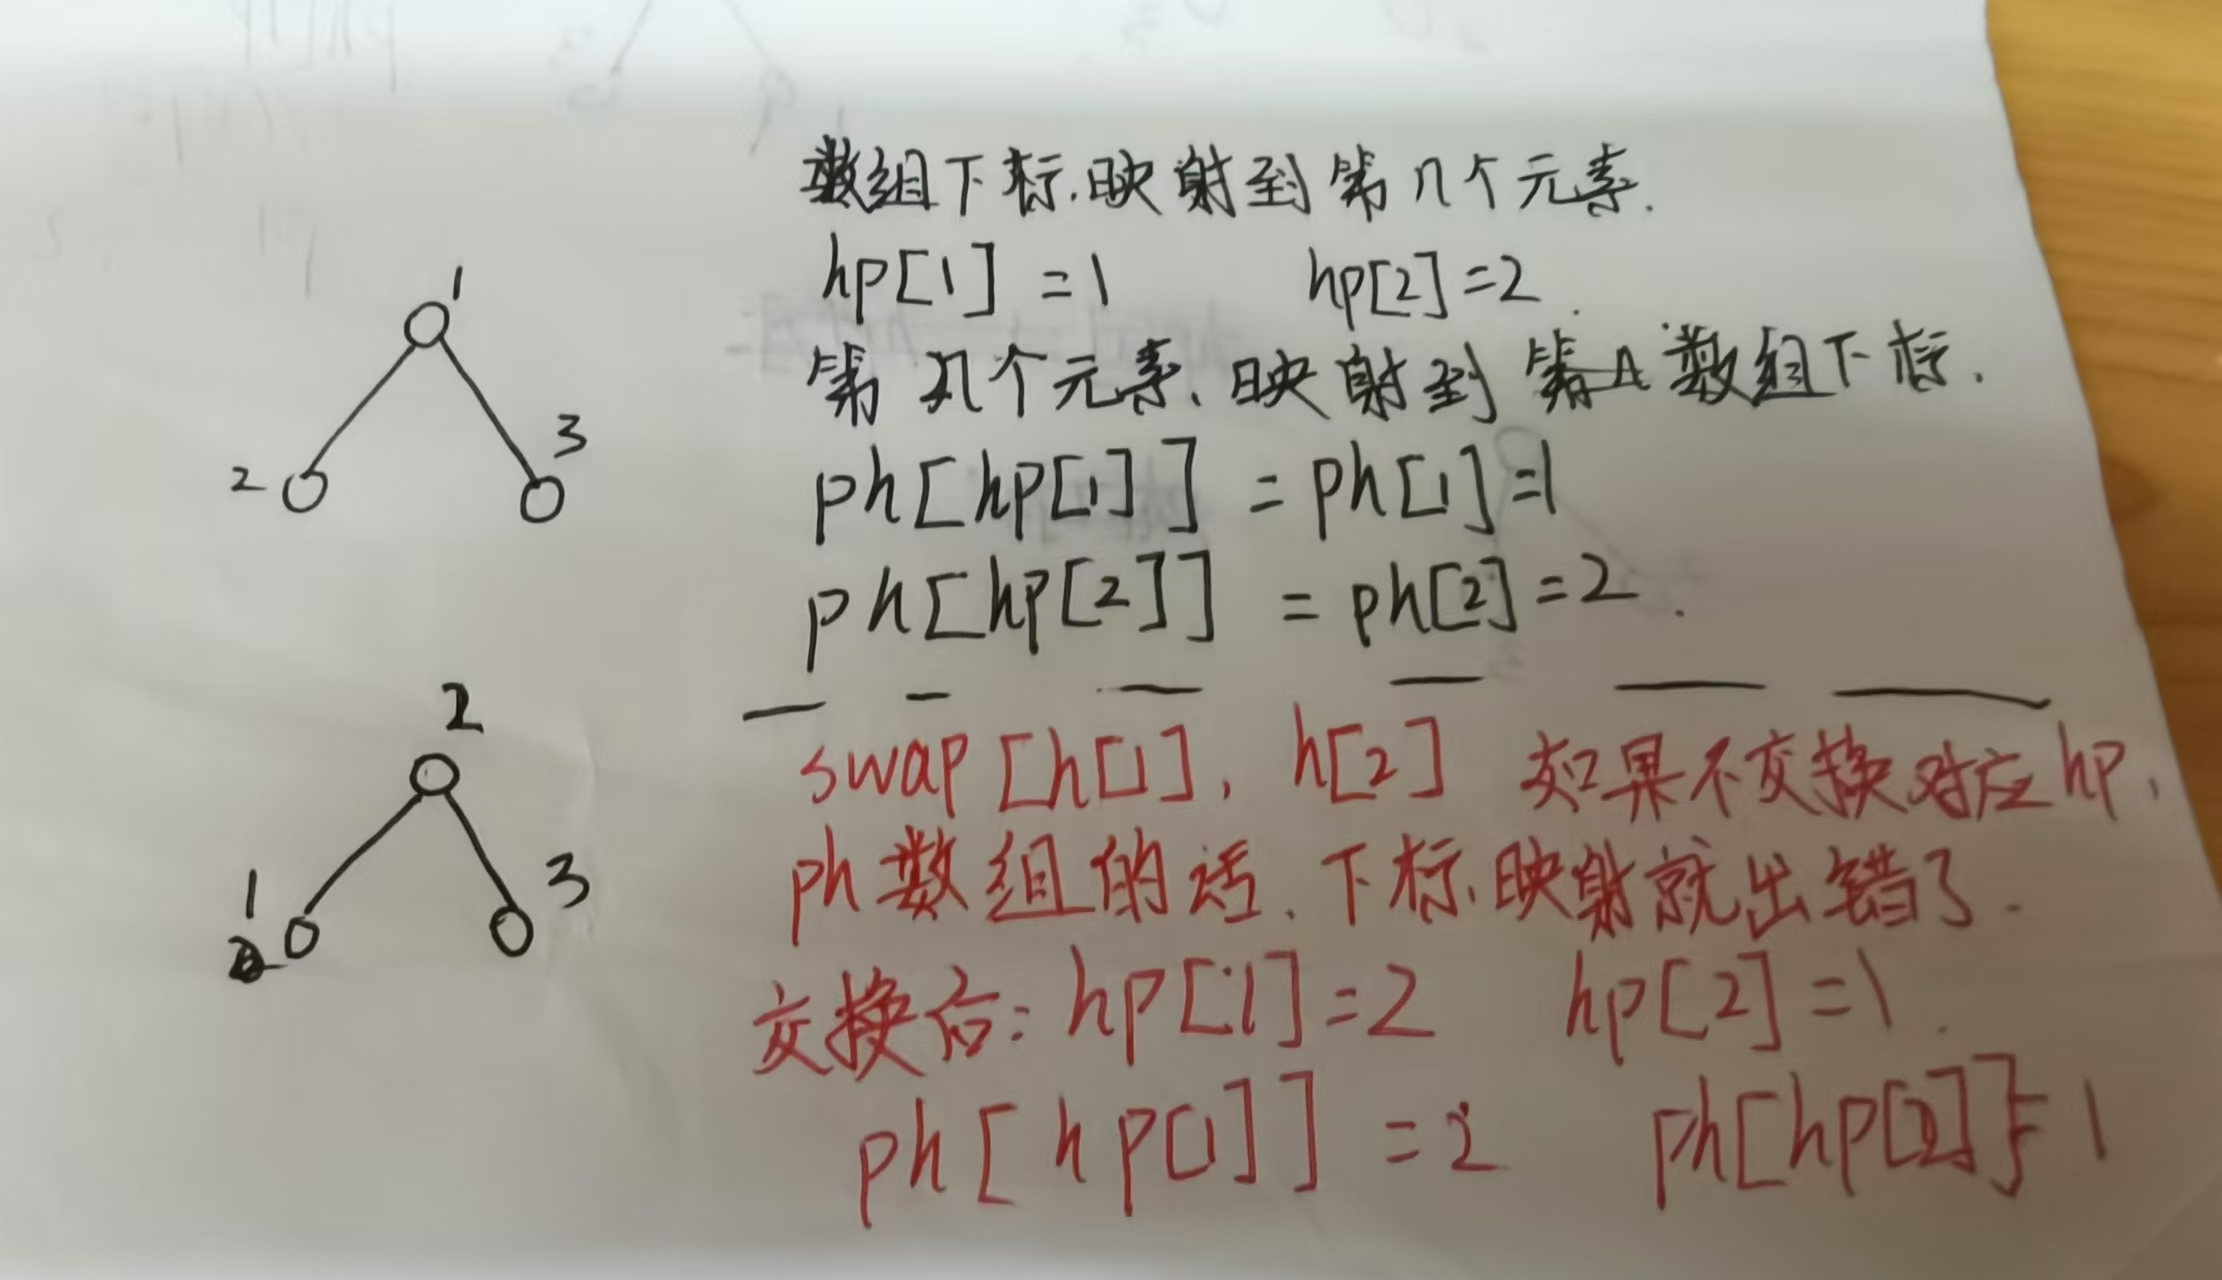 数组下标,映射到第几个元素.
hp[1] =1 hp[2]=2.
1
第几个元素,映射到数组下标.
3
2
ph[hp[1]] =ph[1]=1
ph[hp[2]] =ph[2]=2.
2
swap[h[1], h[2] 如果不交换对应hp,
ph数组的话,下标,映射就出错了.
1 3
交换后: hp[1]=2 hp[2]=1.
ph[hp[1]] =2 ph[hp[2]]=1